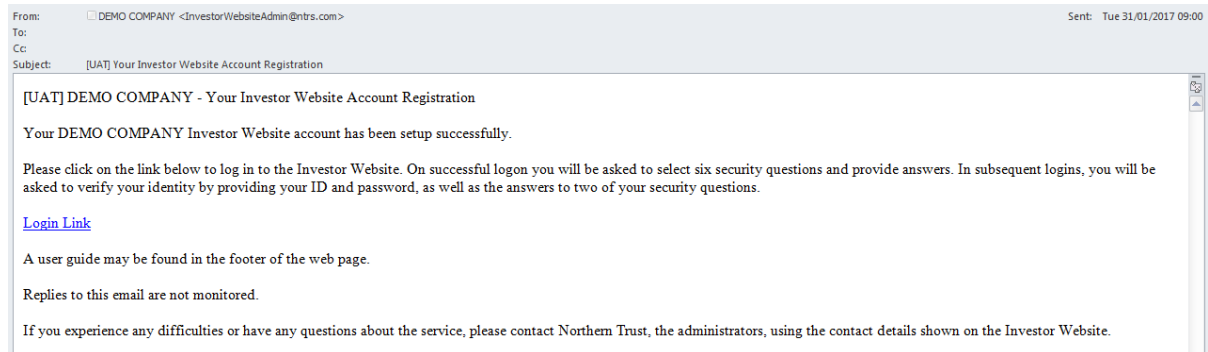 From: DEMO COMPANY <InvestorWebsiteAdmin@ntrs.com> Sent: Tue 31/01/2017 09:00
To:
Cc:
Subject: [UAT] Your Investor Website Account Registration
[UAT] DEMO COMPANY - Your Investor Website Account Registration
Your DEMO COMPANY Investor Website account has been setup successfully.
Please click on the link below to log in to the Investor Website. On successful logon you will be asked to select six security questions and provide answers. In subsequent logins, you will be
asked to verify your identity by providing your ID and password, as well as the answers to two of your security questions.
Login Link
A user guide may be found in the footer of the web page.
Replies to this email are not monitored.
If you experience any difficulties or have any questions about the service, please contact Northern Trust, the administrators, using the contact details shown on the Investor Website.